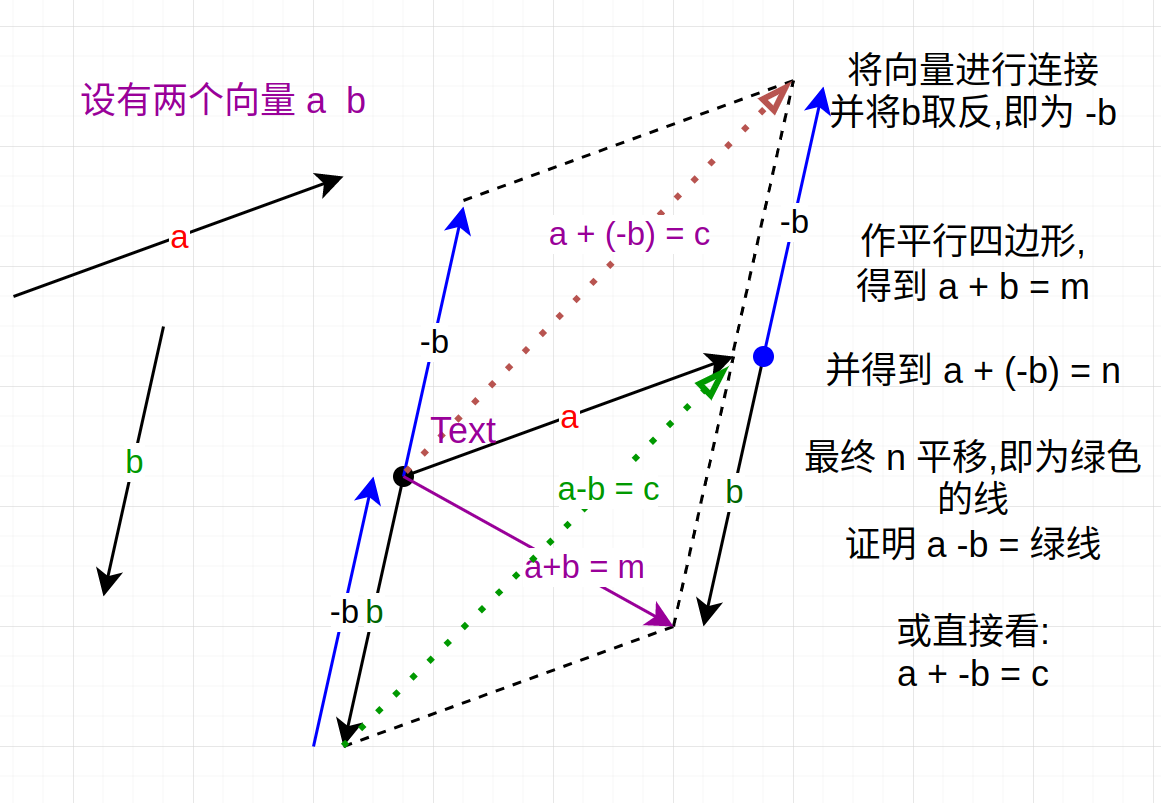 设有两个向量 a  b
a
b
将向量进行连接
并将b取反,即为 -b
作平行四边形,
得到 a + b = m
并得到 a + (-b) = n
最终 n 平移,即为绿色
的线
证明 a -b = 绿线
或直接看:
a + -b = c
a + (-b) = c
-b
-b
Text
a
a-b = c
b
a+b = m
-b
b